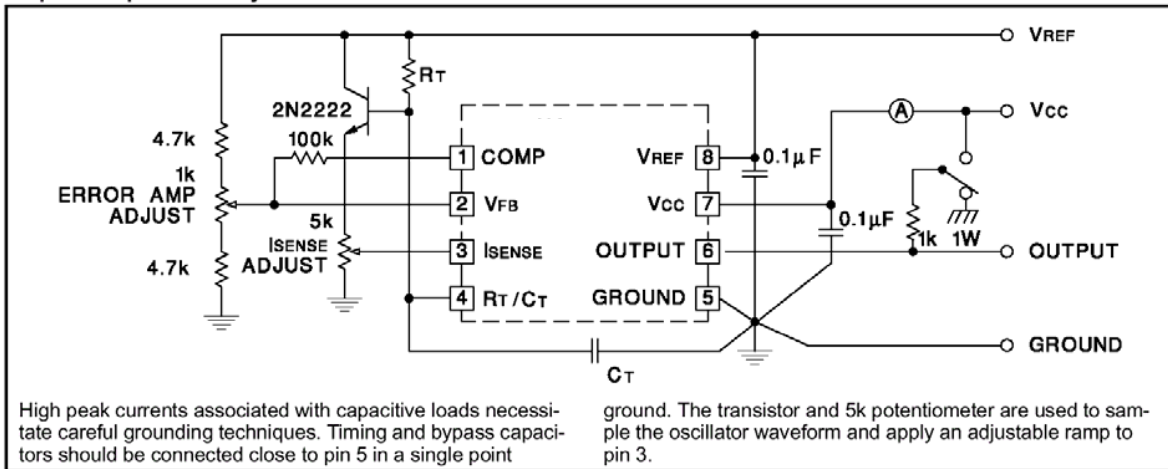 VREF
RT
2N2222
A
VCC
4.7k
100k
1 COMP
VREF 8
0.1µF
1k
ERROR AMP
ADJUST
2 VFB
VCC 7
5k
0.1µF
ISENSE
ADJUST
3 ISENSE
OUTPUT 6
1k
1W
OUTPUT
4.7k
4 RT/CT
GROUND 5
GROUND
CT
High peak currents associated with capacitive loads necessi-
tate careful grounding techniques. Timing and bypass capaci-
tors should be connected close to pin 5 in a single point
ground. The transistor and 5k potentiometer are used to sam-
ple the oscillator waveform and apply an adjustable ramp to
pin 3.